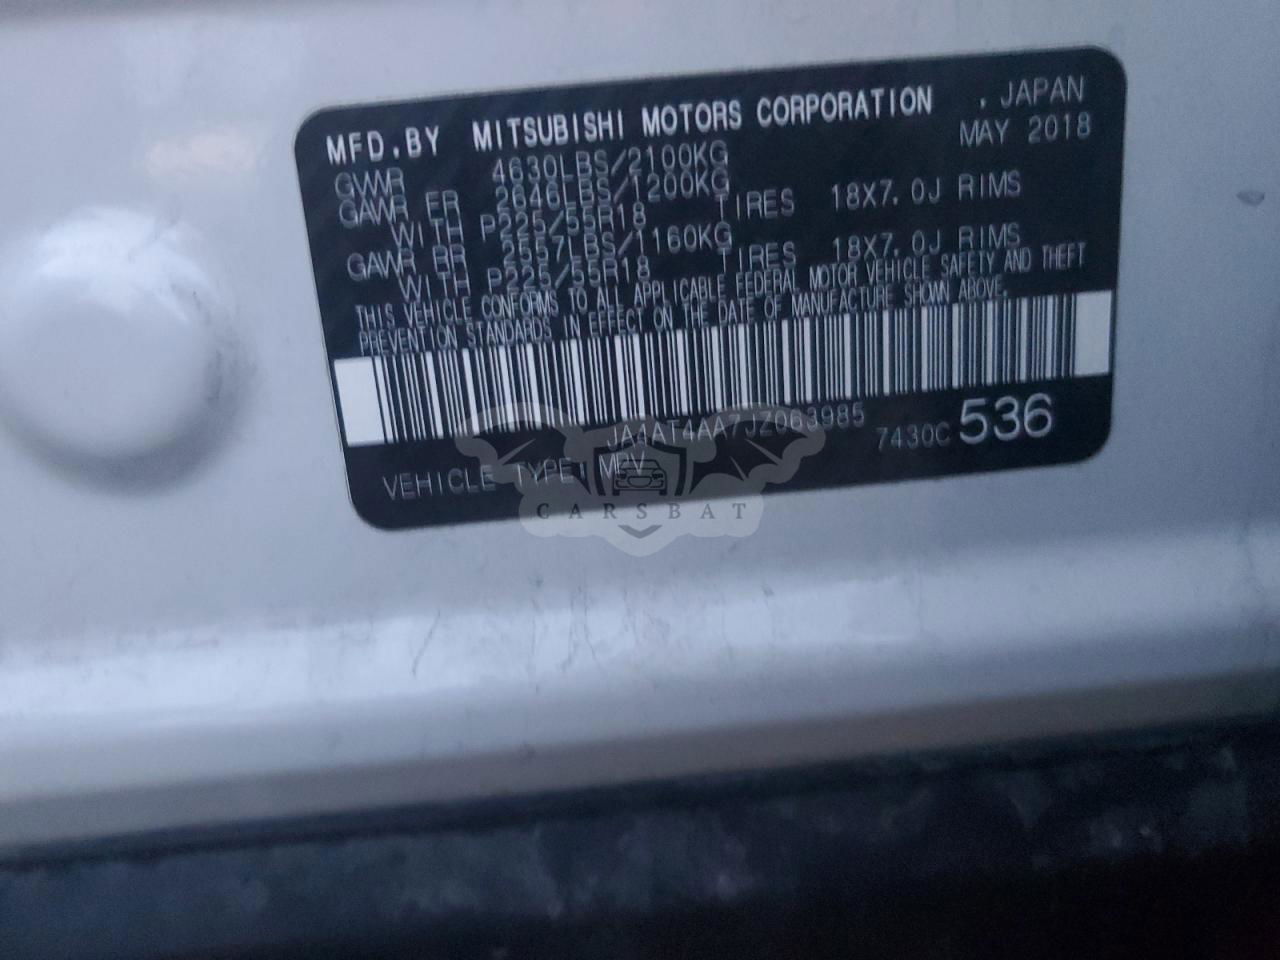 MFD.BY MITSUBISHI MOTORS CORPORATION . JAPAN
MAY 2018
GVWR 4630LBS/2100KG
GAWR FR 2646LBS/1200KG
WITH P225/55R18 TIRES 18X7.0J RIMS
GAWR RR 2557LBS/1160KG
WITH P225/55R18 TIRES 18X7.0J RIMS
THIS VEHICLE CONFORMS TO ALL APPLICABLE FEDERAL MOTOR VEHICLE SAFETY AND THEFT
PREVENTION STANDARDS IN EFFECT ON THE DATE OF MANUFACTURE SHOWN ABOVE.
JA4AT4AA7JZ063985 7430C 536
VEHICLE TYPE MPV
CARSBAT